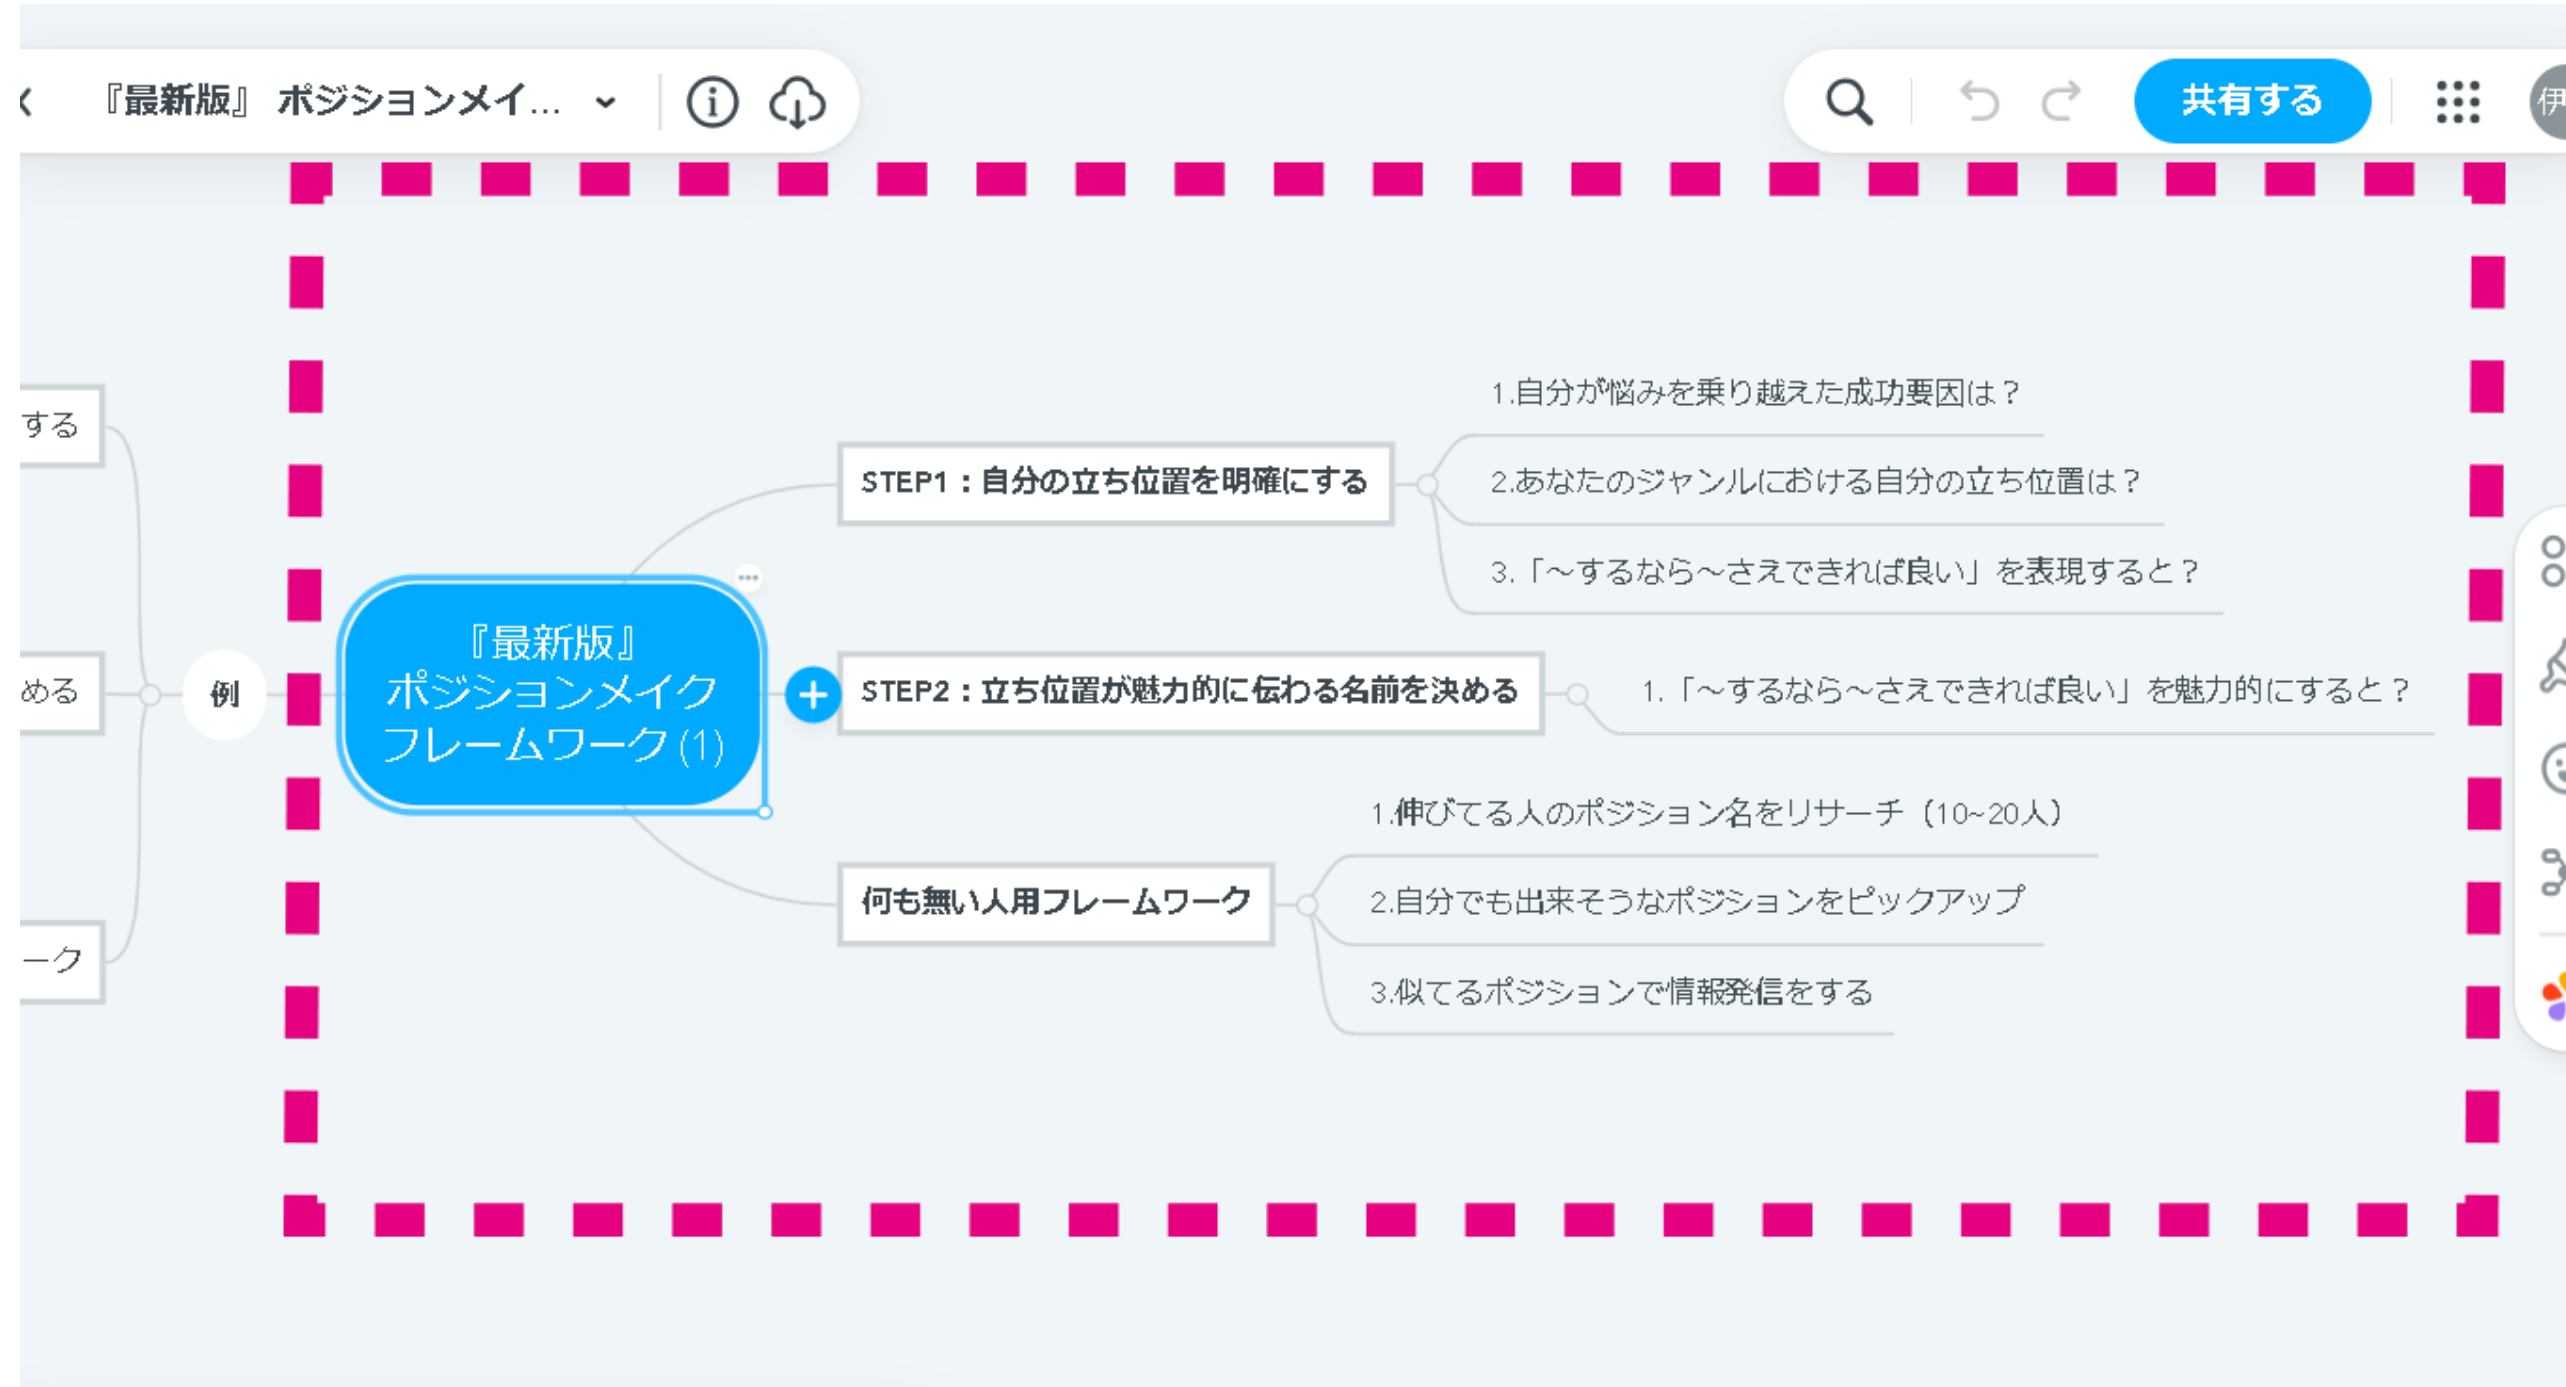 『最新版』 ポジションメイ...
共有する
伊
する
める
ーク
例
『最新版』
ポジションメイク
フレームワーク(1)
STEP1：自分の立ち位置を明確にする
1.自分が悩みを乗り越えた成功要因は？
2.あなたのジャンルにおける自分の立ち位置は？
3.「～するなら～さえできれば良い」を表現すると？
STEP2：立ち位置が魅力的に伝わる名前を決める
1.「～するなら～さえできれば良い」を魅力的にすると？
何も無い人用フレームワーク
1.伸びてる人のポジション名をリサーチ（10~20人）
2.自分でも出来そうなポジションをピックアップ
3.似てるポジションで情報発信をする